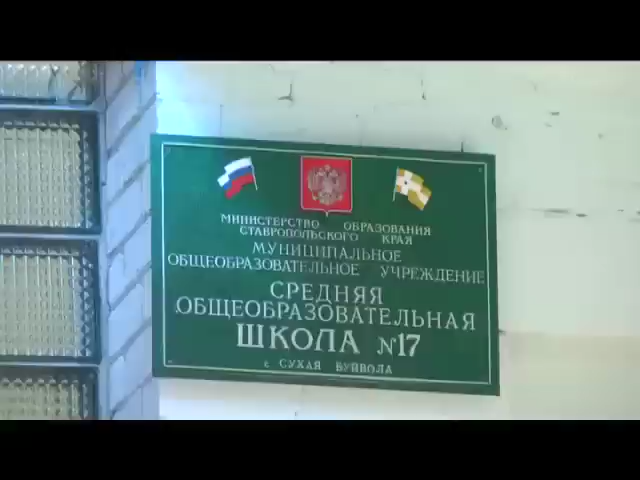 МИНИСТЕРСТВО ОБРАЗОВАНИЯ
СТАВРОПОЛЬСКОГО КРАЯ
МУНИЦИПАЛЬНОЕ
ОБЩЕОБРАЗОВАТЕЛЬНОЕ УЧРЕЖДЕНИЕ
СРЕДНЯЯ
ОБЩЕОБРАЗОВАТЕЛЬНАЯ
ШКОЛА №17
с. СУХАЯ БУЙВОЛА